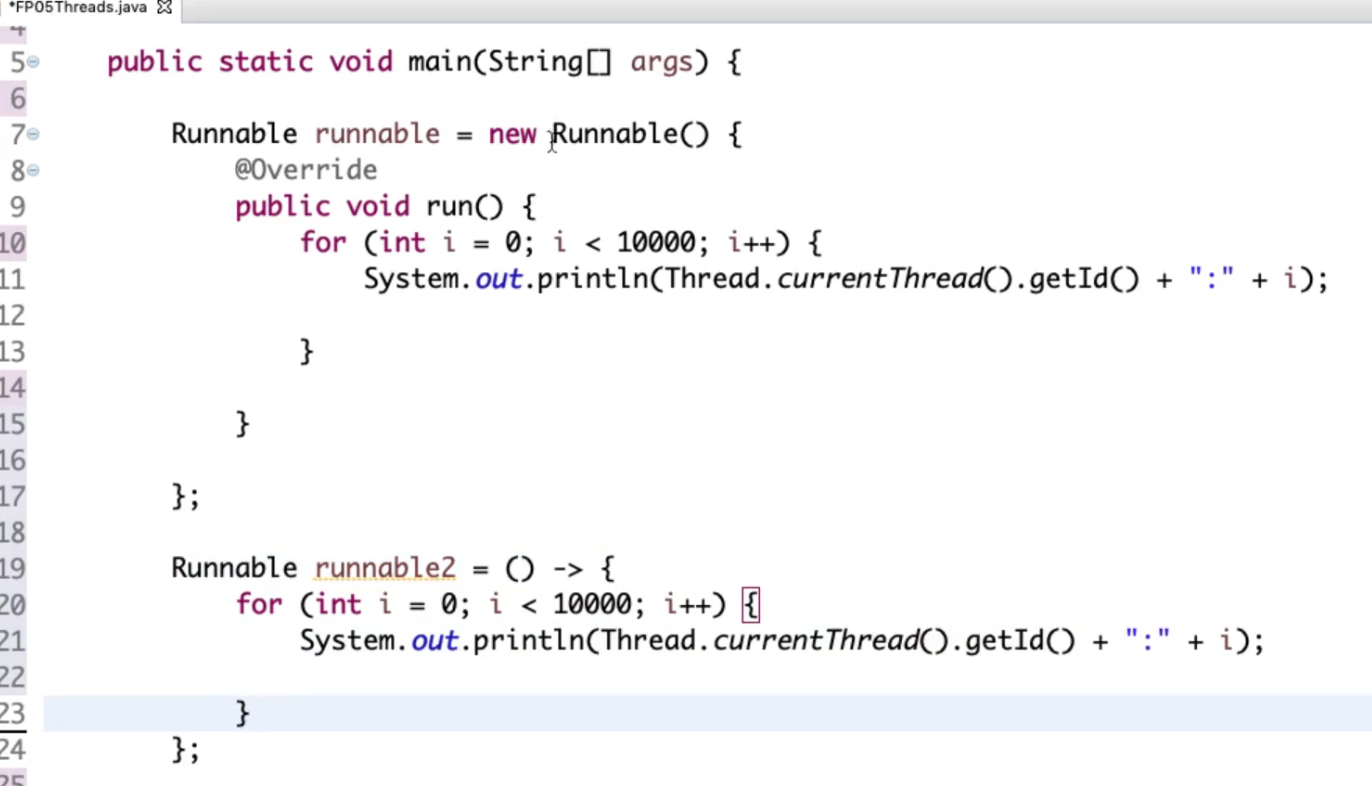 *FP05Threads.java
4
5 public static void main(String[] args) {
6
7 Runnable runnable = new Runnable() {
8 @Override
9 public void run() {
10 for (int i = 0; i < 10000; i++) {
11 System.out.println(Thread.currentThread().getId() + ":" + i);
12
13 }
14
15 }
16
17 };
18
19 Runnable runnable2 = () -> {
20 for (int i = 0; i < 10000; i++) {
21 System.out.println(Thread.currentThread().getId() + ":" + i);
22
23 }
24 };
25